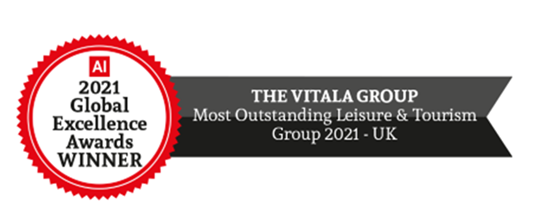 AI
2021
Global
Excellence
Awards
WINNER
THE VITALA GROUP
Most Outstanding Leisure & Tourism
Group 2021 - UK